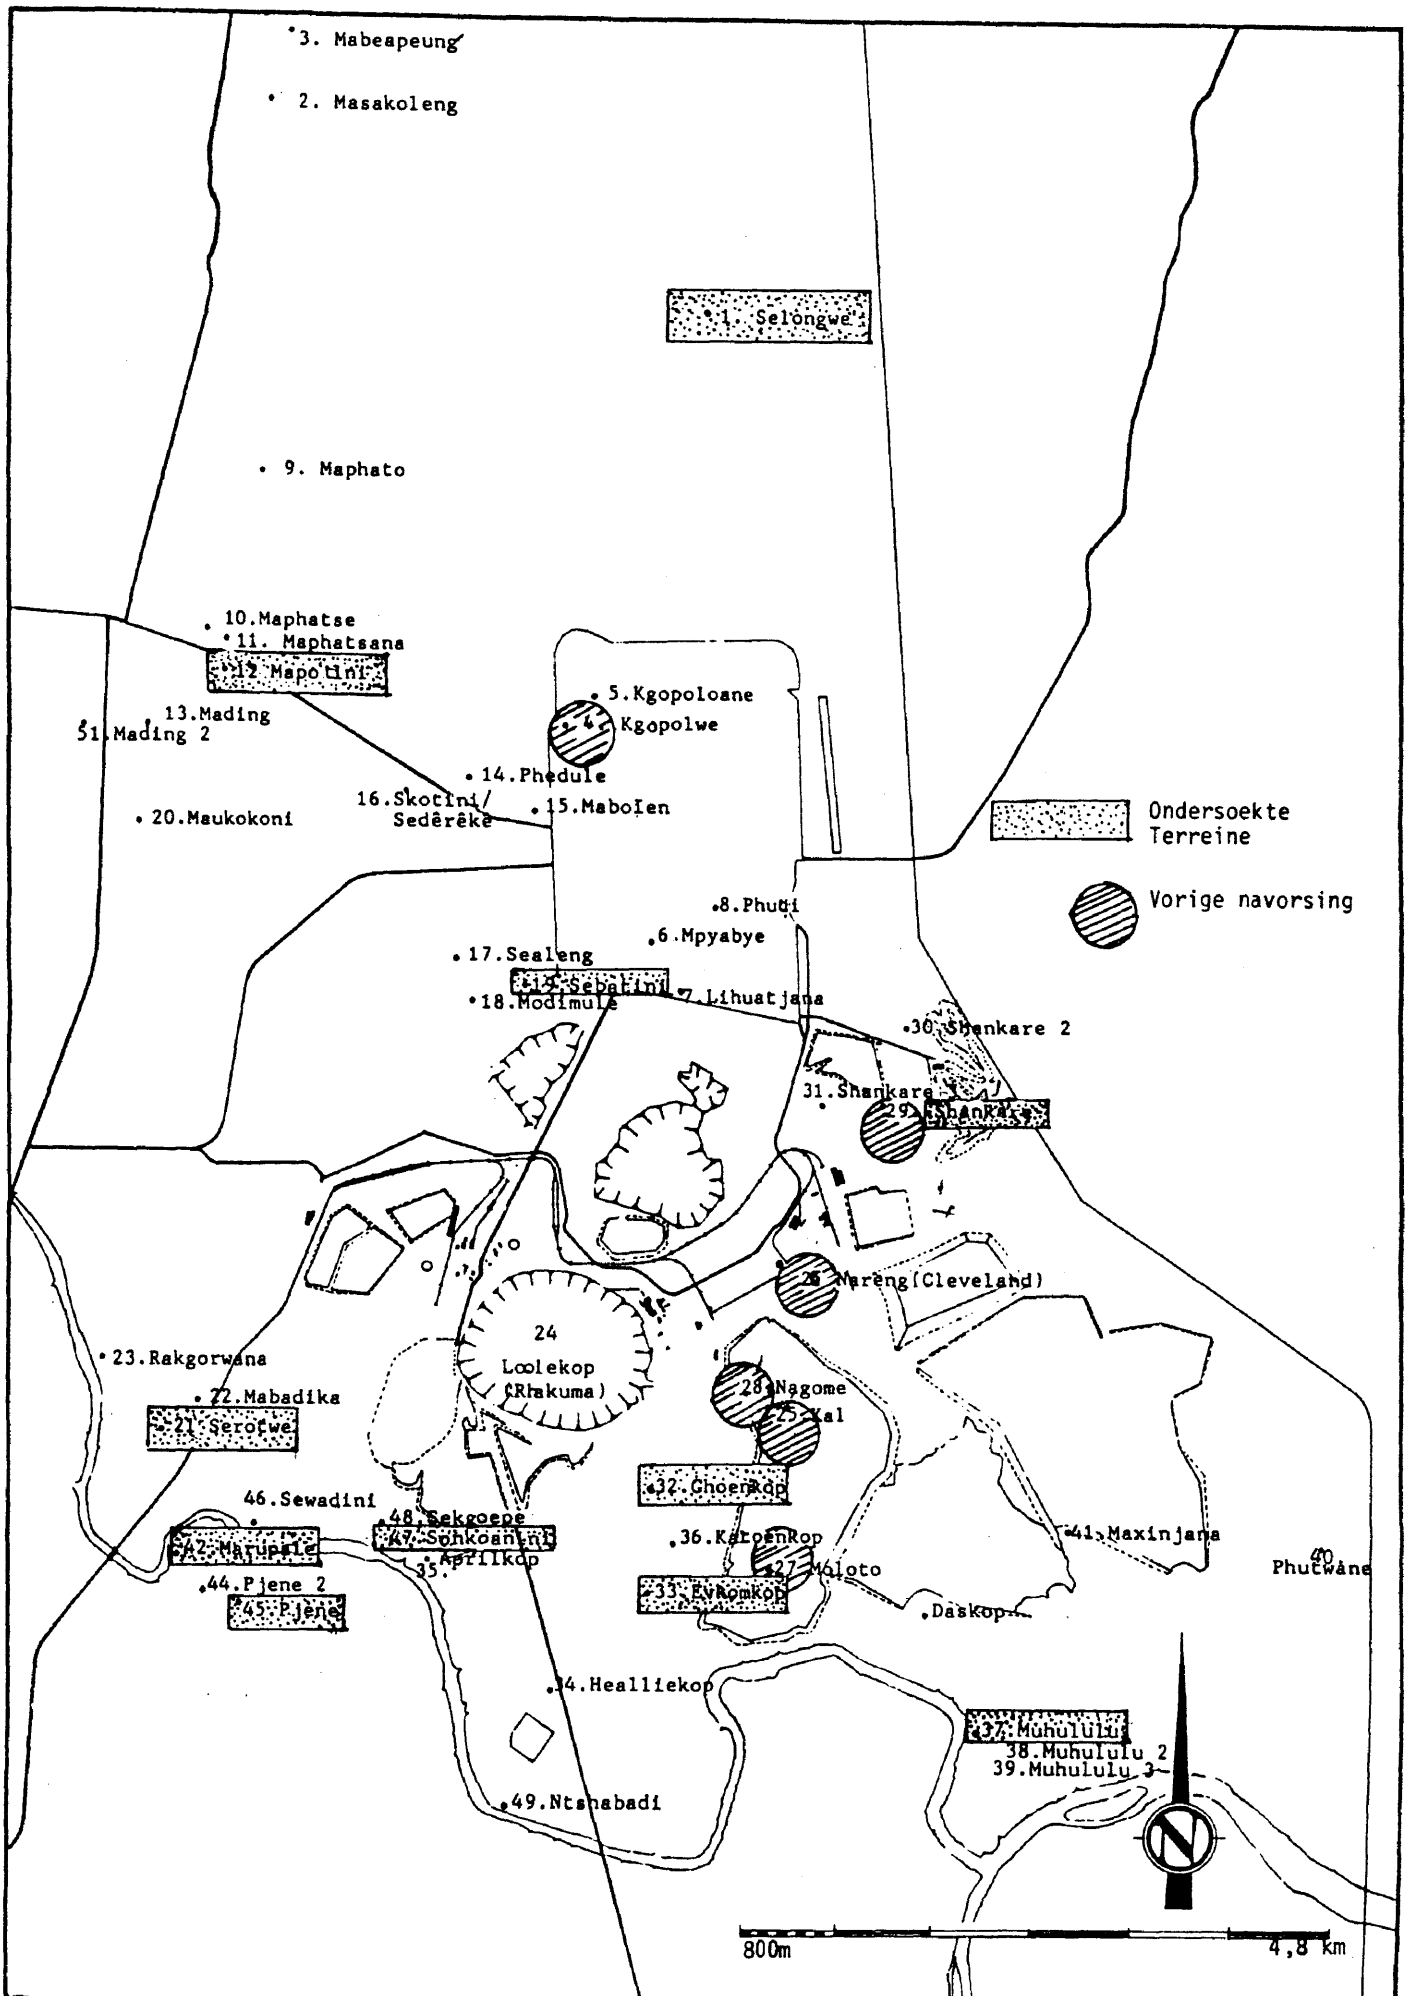 3. Mabeapeung
2. Masakoleng
1. Selongwe
9. Maphato
10.Maphatse
11. Maphatsana
12 Mapotini
5.Kgopoloane
4. Kgopolwe
13.Mading
51.Mading 2
14.Phedule
16.Skotini/
Sedêrêke
15.Mabolen
20.Maukokoni
Ondersoekte
Terreine
Vorige navorsing
8.Phuti
6.Mpyabye
17.Sealeng
19.Sebatini
18.Modimule
7.Lihuatjana
30.Shankare 2
31.Shankare 3
29. Shankare
26 Nareng(Cleveland)
24
Loolekop
(Rhakuma)
23.Rakgorwana
22.Mabadika
21 Serotwe
28 Nagome
25.Kal
32.Ghoenkop
46.Sewadini
48.Sekgoepe
47.Sohkoanini
42.Marupale
35.
Aprilkop
36.KatoenKop
27 Moloto
41.Maxinjana
40
Phutwane
44.Pjene 2
45.Pjene
33.Evkomkop
Daskop
34.Healliekop
37.Muhululu
38.Muhululu 2
39.Muhululu 3
49.Ntshabadi
N
800m
4,8 km